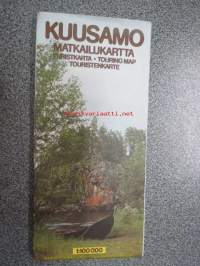 KUUSAMO
MATKAILUKARTTA
TURISTKARTA • TOURING MAP
TOURISTENKARTE
1:100 000